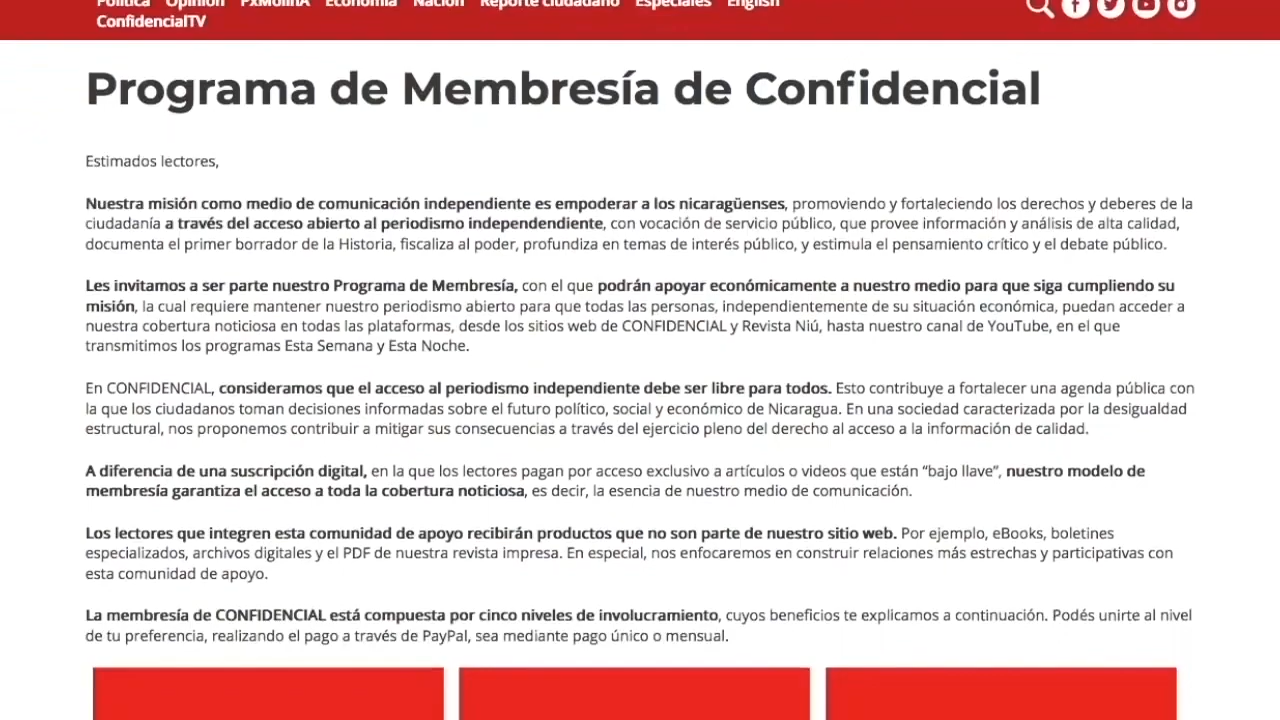 Política Opinión PxMolinA Economía Nación Reporte ciudadano Especiales English
ConfidencialTV
Programa de Membresía de Confidencial
Estimados lectores,
Nuestra misión como medio de comunicación independiente es empoderar a los nicaragüenses, promoviendo y fortaleciendo los derechos y deberes de la
ciudadanía a través del acceso abierto al periodismo independendiente, con vocación de servicio público, que provee información y análisis de alta calidad,
documenta el primer borrador de la Historia, fiscaliza al poder, profundiza en temas de interés público, y estimula el pensamiento crítico y el debate público.
Les invitamos a ser parte nuestro Programa de Membresía, con el que podrán apoyar económicamente a nuestro medio para que siga cumpliendo su
misión, la cual requiere mantener nuestro periodismo abierto para que todas las personas, independientemente de su situación económica, puedan acceder a
nuestra cobertura noticiosa en todas las plataformas, desde los sitios web de CONFIDENCIAL y Revista Niú, hasta nuestro canal de YouTube, en el que
transmitimos los programas Esta Semana y Esta Noche.
En CONFIDENCIAL, consideramos que el acceso al periodismo independiente debe ser libre para todos. Esto contribuye a fortalecer una agenda pública con
la que los ciudadanos toman decisiones informadas sobre el futuro político, social y económico de Nicaragua. En una sociedad caracterizada por la desigualdad
estructural, nos proponemos contribuir a mitigar sus consecuencias a través del ejercicio pleno del derecho al acceso a la información de calidad.
A diferencia de una suscripción digital, en la que los lectores pagan por acceso exclusivo a artículos o videos que están “bajo llave”, nuestro modelo de
membresía garantiza el acceso a toda la cobertura noticiosa, es decir, la esencia de nuestro medio de comunicación.
Los lectores que integren esta comunidad de apoyo recibirán productos que no son parte de nuestro sitio web. Por ejemplo, eBooks, boletines
especializados, archivos digitales y el PDF de nuestra revista impresa. En especial, nos enfocaremos en construir relaciones más estrechas y participativas con
esta comunidad de apoyo.
La membresía de CONFIDENCIAL está compuesta por cinco niveles de involucramiento, cuyos beneficios te explicamos a continuación. Podés unirte al nivel
de tu preferencia, realizando el pago a través de PayPal, sea mediante pago único o mensual.